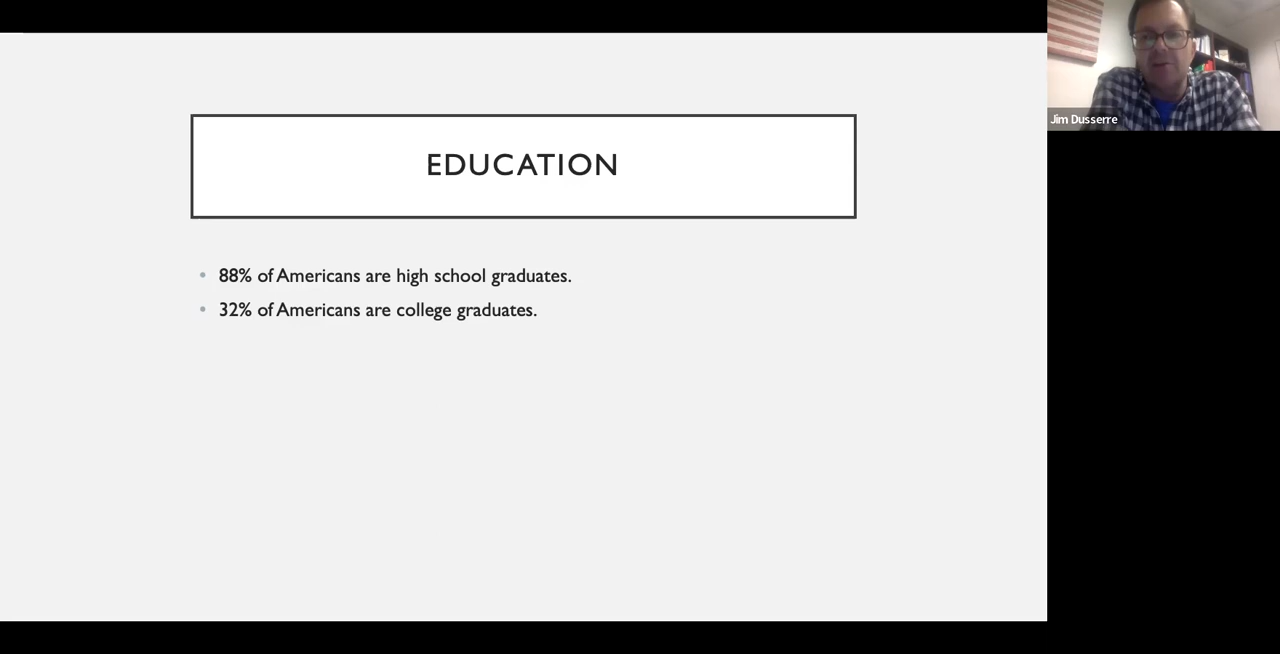 EDUCATION
• 88% of Americans are high school graduates.
• 32% of Americans are college graduates.
Jim Dusserre